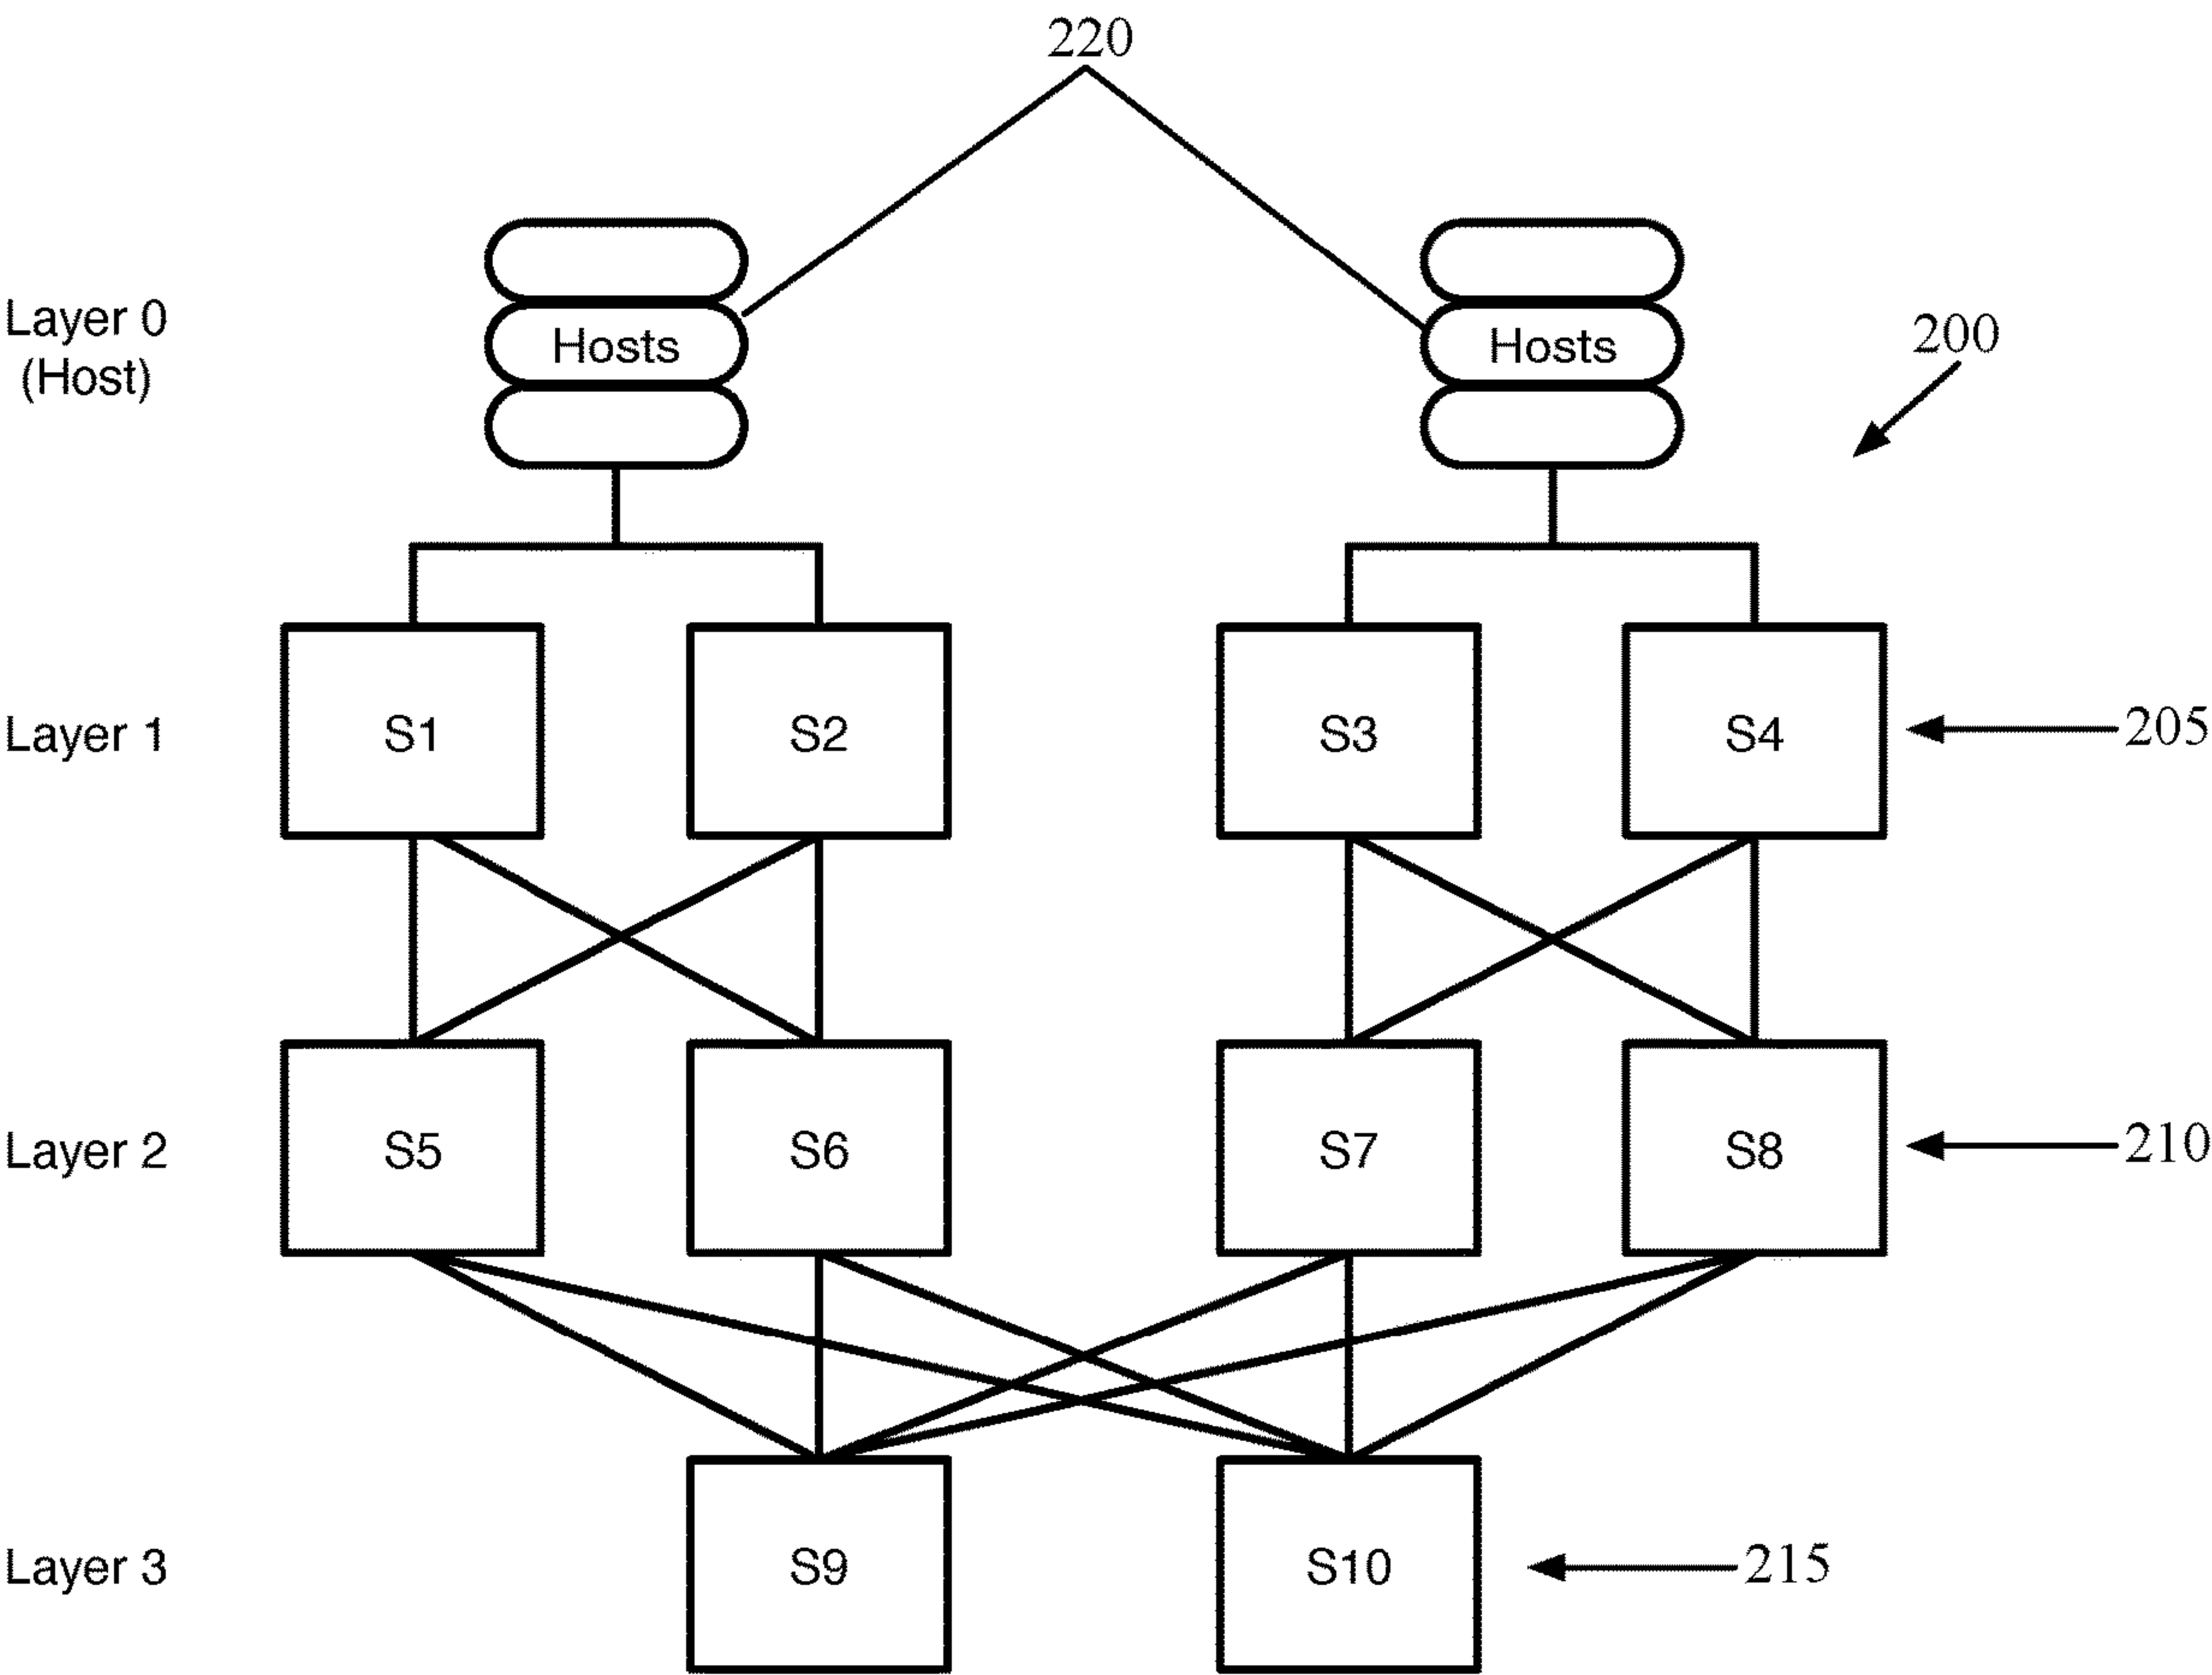 220
Layer 0
(Host)
Hosts
Hosts
200
Layer 1
S1
S2
S3
S4
205
Layer 2
S5
S6
S7
S8
210
Layer 3
S9
S10
215